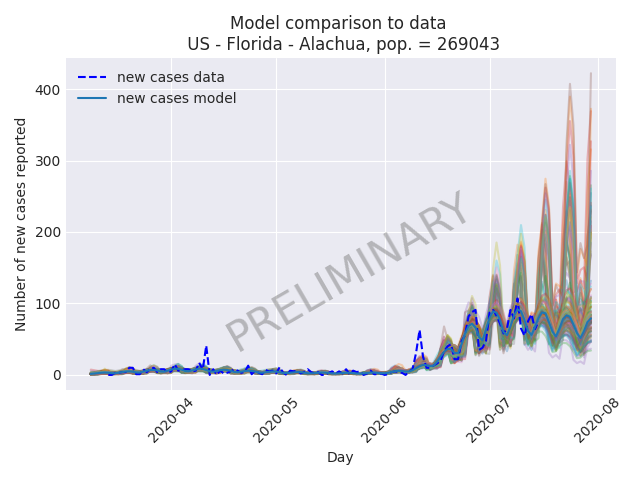 Model comparison to data
US - Florida - Alachua, pop. = 269043
new cases data
new cases model
PRELIMINARY
Number of new cases reported
400
300
200
100
0
2020-04
2020-05
2020-06
2020-07
2020-08
Day